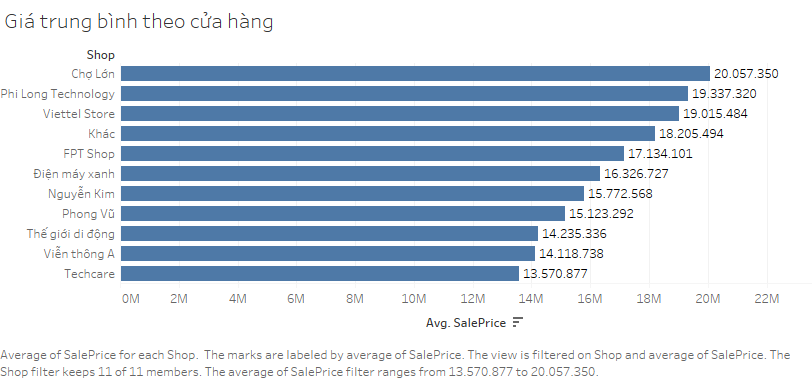 Giá trung bình theo cửa hàng
Shop
Chợ Lớn 20.057.350
Phi Long Technology 19.337.320
Viettel Store 19.015.484
Khác 18.205.494
FPT Shop 17.134.101
Điện máy xanh 16.326.727
Nguyễn Kim 15.772.568
Phong Vũ 15.123.292
Thế giới di động 14.235.336
Viễn thông A 14.118.738
Techcare 13.570.877
0M 2M 4M 6M 8M 10M 12M 14M 16M 18M 20M 22M
Avg. SalePrice
Average of SalePrice for each Shop. The marks are labeled by average of SalePrice. The view is filtered on Shop and average of SalePrice. The
Shop filter keeps 11 of 11 members. The average of SalePrice filter ranges from 13.570.877 to 20.057.350.